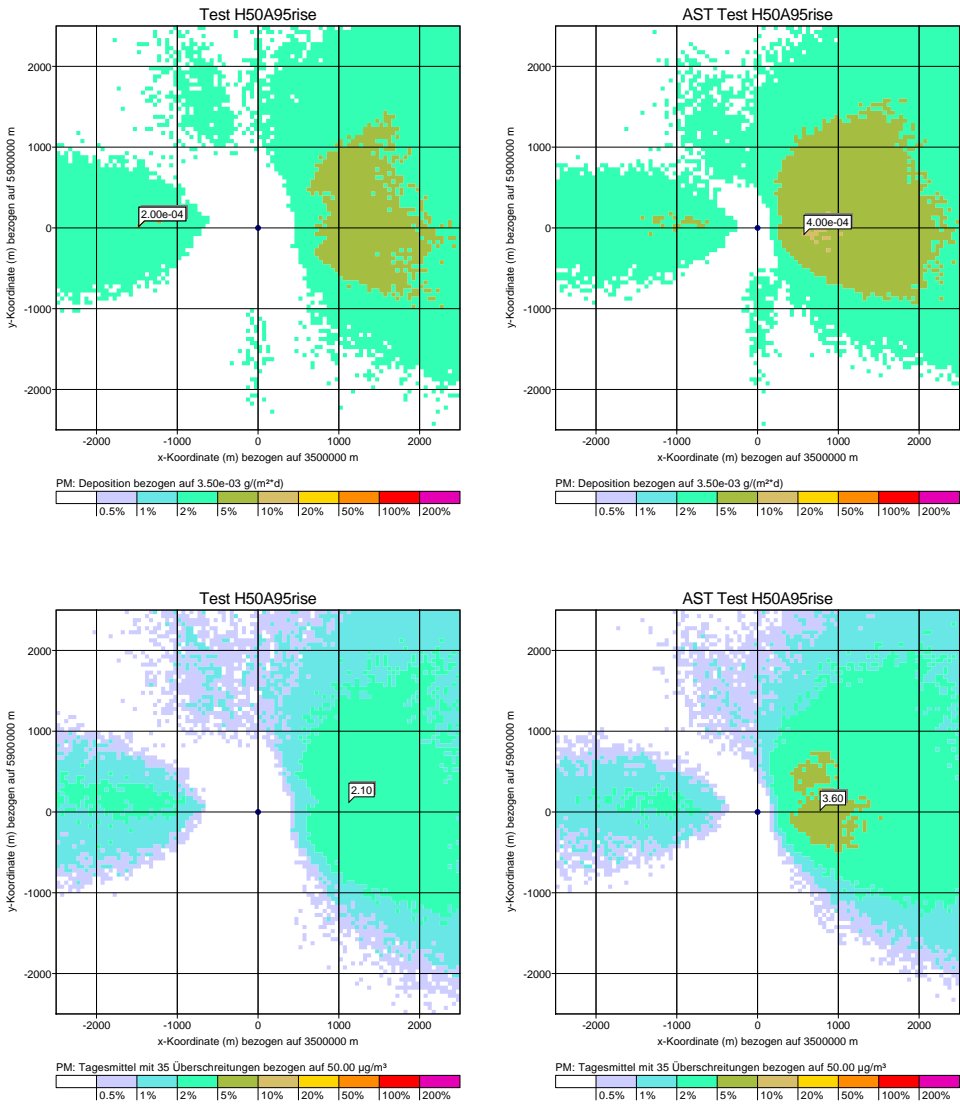 Test H50A95rise
AST Test H50A95rise
y-Koordinate (m) bezogen auf 5900000 m
2000
1000
0
-1000
-2000
2.00e-04
-2000 -1000 0 1000 2000
x-Koordinate (m) bezogen auf 3500000 m
PM: Deposition bezogen auf 3.50e-03 g/(m²*d)
0.5% 1% 2% 5% 10% 20% 50% 100% 200%
y-Koordinate (m) bezogen auf 5900000 m
2000
1000
0
-1000
-2000
4.00e-04
-2000 -1000 0 1000 2000
x-Koordinate (m) bezogen auf 3500000 m
PM: Deposition bezogen auf 3.50e-03 g/(m²*d)
0.5% 1% 2% 5% 10% 20% 50% 100% 200%
Test H50A95rise
AST Test H50A95rise
y-Koordinate (m) bezogen auf 5900000 m
2000
1000
0
-1000
-2000
2.10
-2000 -1000 0 1000 2000
x-Koordinate (m) bezogen auf 3500000 m
PM: Tagesmittel mit 35 Überschreitungen bezogen auf 50.00 µg/m³
0.5% 1% 2% 5% 10% 20% 50% 100% 200%
y-Koordinate (m) bezogen auf 5900000 m
2000
1000
0
-1000
-2000
3.60
-2000 -1000 0 1000 2000
x-Koordinate (m) bezogen auf 3500000 m
PM: Tagesmittel mit 35 Überschreitungen bezogen auf 50.00 µg/m³
0.5% 1% 2% 5% 10% 20% 50% 100% 200%